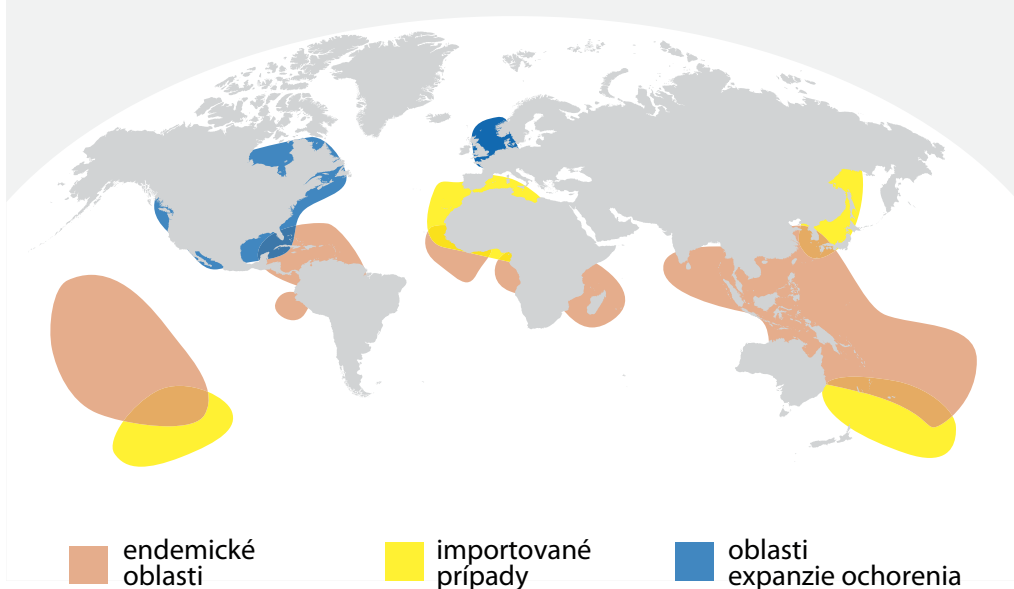 endemické
oblasti
importované
prípady
oblasti
expanzie ochorenia